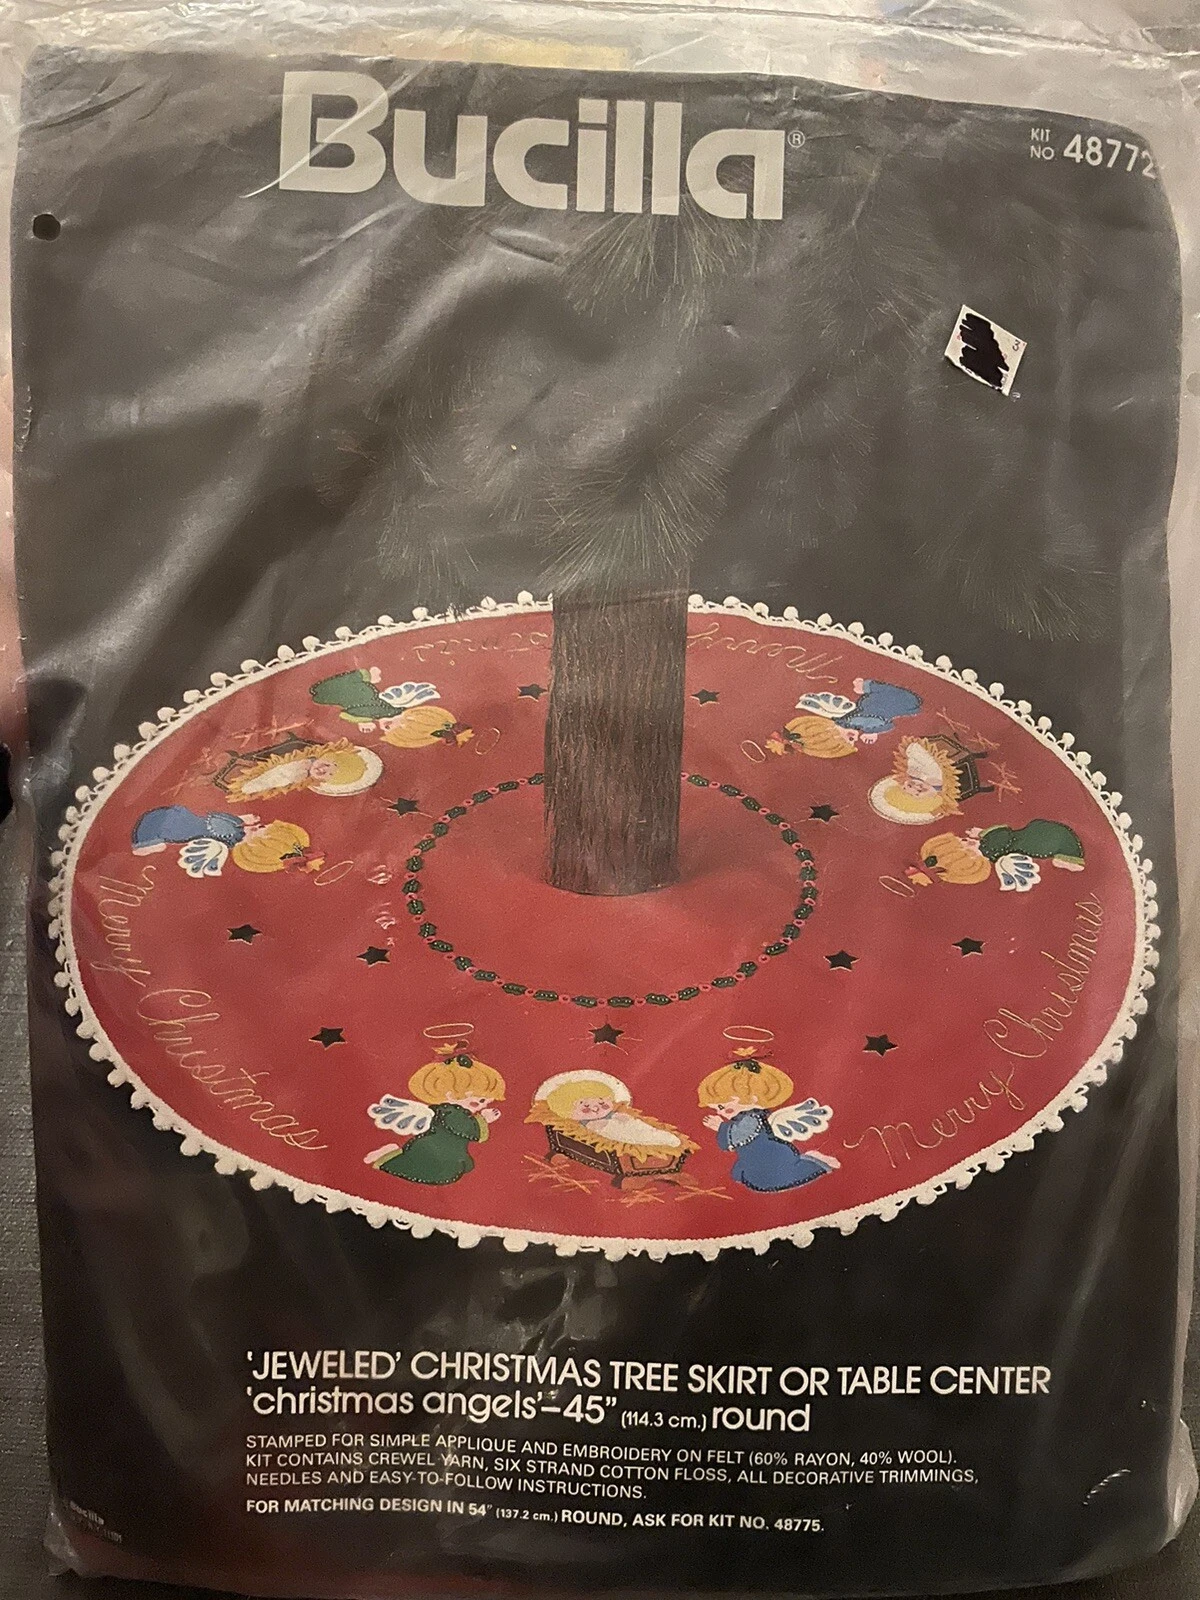 Bucilla®
KIT
NO 48772
3
mas
Merry
Merry Christmas
Merry Christmas
'JEWELED' CHRISTMAS TREE SKIRT OR TABLE CENTER
'christmas angels'–45" (114.3 cm.) round
STAMPED FOR SIMPLE APPLIQUE AND EMBROIDERY ON FELT (60% RAYON, 40% WOOL).
KIT CONTAINS CREWEL YARN, SIX STRAND COTTON FLOSS, ALL DECORATIVE TRIMMINGS,
NEEDLES AND EASY-TO-FOLLOW INSTRUCTIONS.
FOR MATCHING DESIGN IN 54" (137.2 cm.) ROUND, ASK FOR KIT NO. 48775.
Bucilla